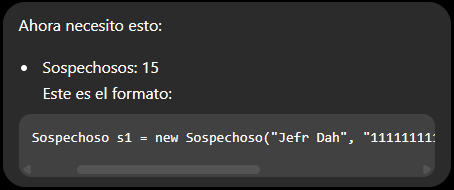 Ahora necesito esto:
• Sospechosos: 15
Este es el formato:
Sospechoso s1 = new Sospechoso("Jefr Dah", "111111111